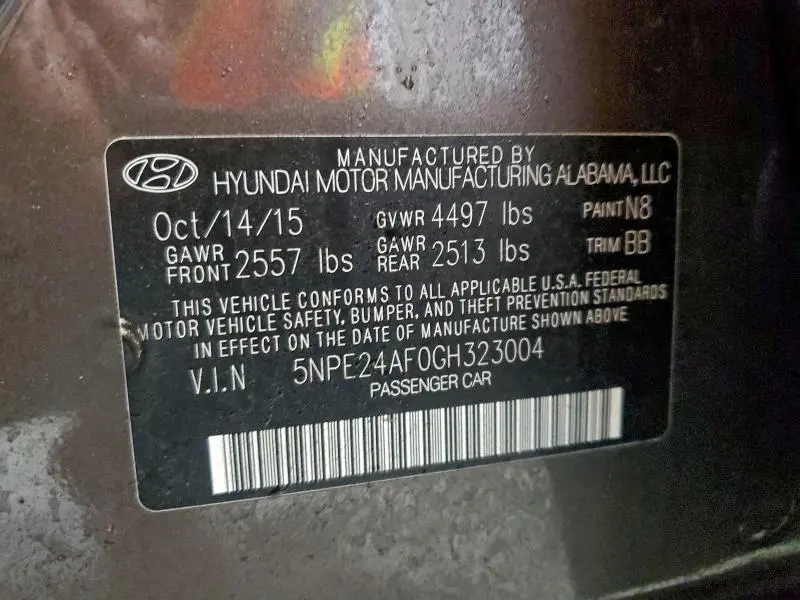 MANUFACTURED BY
HYUNDAI MOTOR MANUFACTURING ALABAMA, LLC
Oct/14/15 GVWR 4497 lbs PAINT N8
GAWR FRONT 2557 lbs GAWR REAR 2513 lbs TRIM BB
THIS VEHICLE CONFORMS TO ALL APPLICABLE U.S.A. FEDERAL
MOTOR VEHICLE SAFETY, BUMPER, AND THEFT PREVENTION STANDARDS
IN EFFECT ON THE DATE OF MANUFACTURE SHOWN ABOVE
V.I.N 5NPE24AF0GH323004
PASSENGER CAR